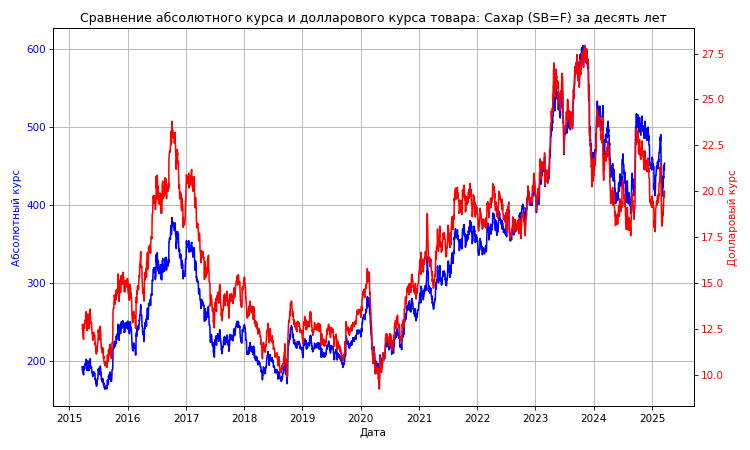 Сравнение абсолютного курса и долларового курса товара: Сахар (SB=F) за десять лет
Абсолютный курс
600
500
400
300
200
27.5
25.0
22.5
20.0
17.5
15.0
12.5
10.0
Долларовый курс
2015 2016 2017 2018 2019 2020 2021 2022 2023 2024 2025
Дата